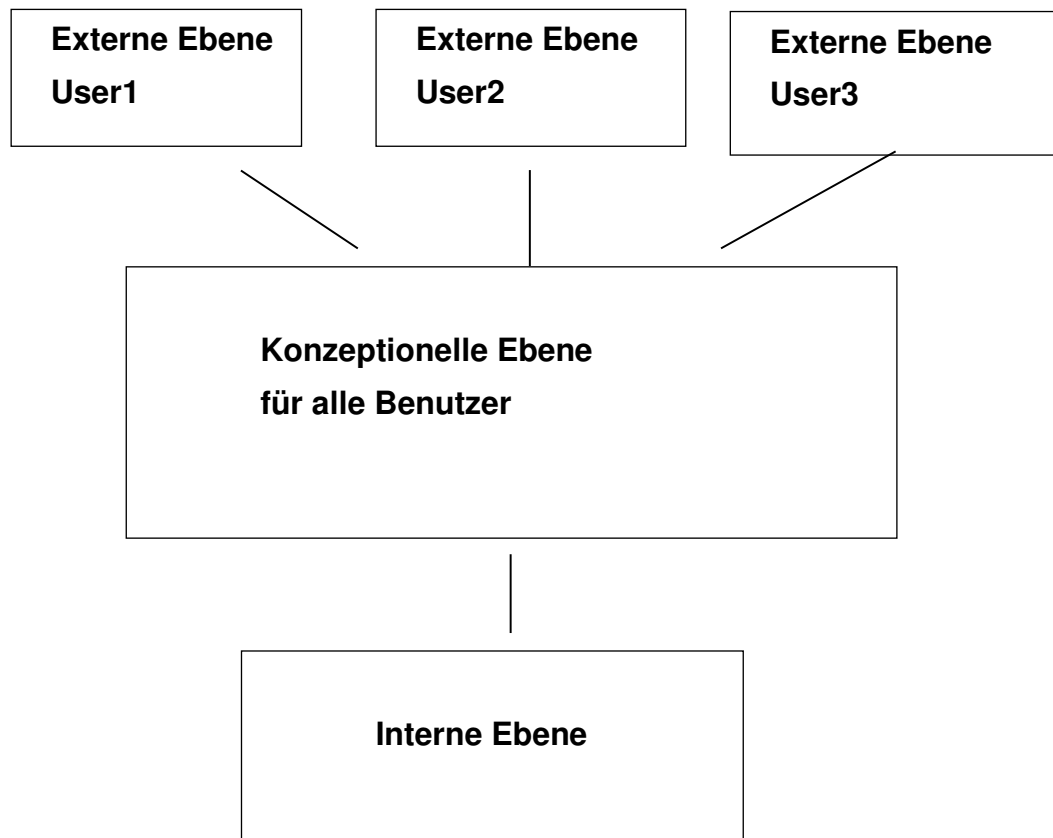 Externe Ebene
User1
Externe Ebene
User2
Externe Ebene
User3
Konzeptionelle Ebene
für alle Benutzer
Interne Ebene